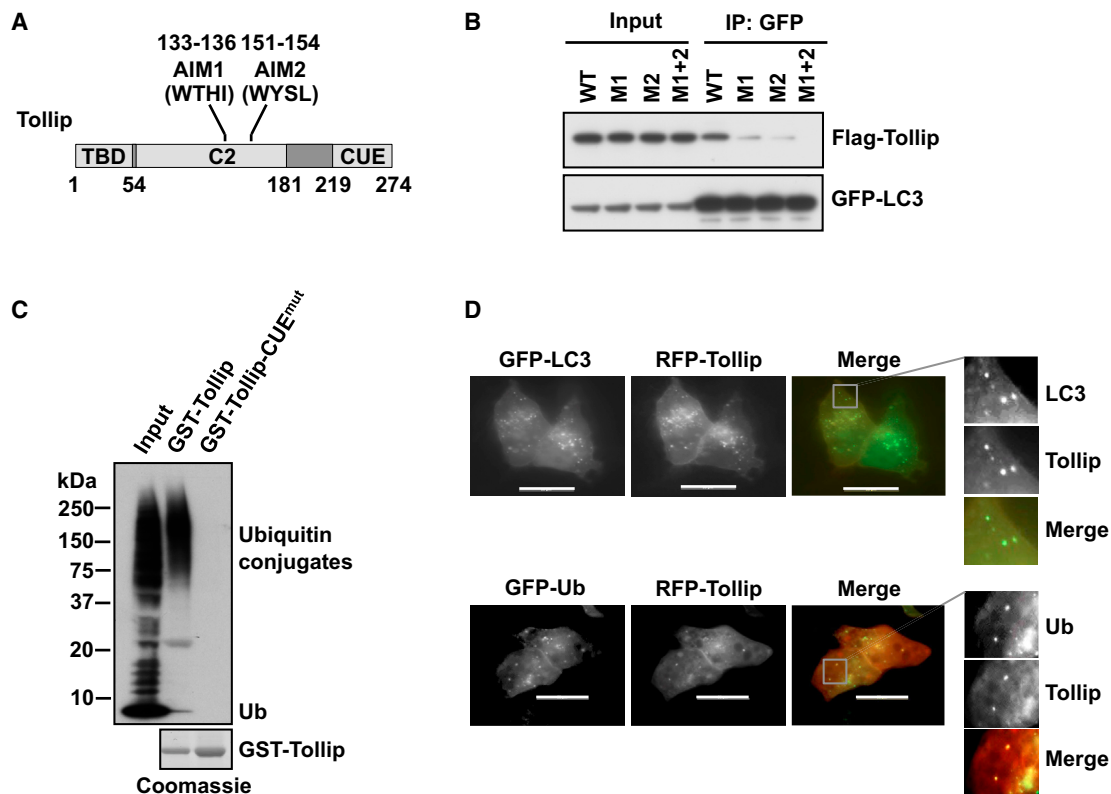 A
133-136 151-154
AIM1 AIM2
(WTHI) (WYSL)
Tollip
TBD C2 CUE
1 54 181 219 274
B
Input IP: GFP
WT M1 M2 M1+2 WT M1 M2 M1+2
Flag-Tollip
GFP-LC3
C
Input GST-Tollip GST-Tollip-CUEmut
kDa
250
150
75
37
20
10
Ubiquitin
conjugates
Ub
GST-Tollip
Coomassie
D
GFP-LC3 RFP-Tollip Merge
LC3
Tollip
Merge
GFP-Ub RFP-Tollip Merge
Ub
Tollip
Merge